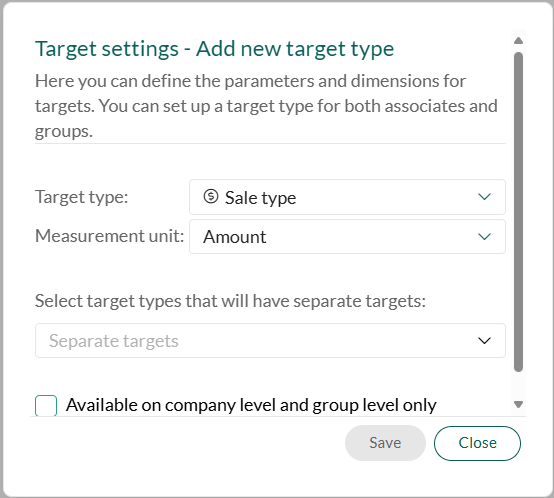 Target settings - Add new target type
Here you can define the parameters and dimensions for
targets. You can set up a target type for both associates and
groups.
Target type: Sale type
Measurement unit: Amount
Select target types that will have separate targets:
Separate targets
Available on company level and group level only
Save Close